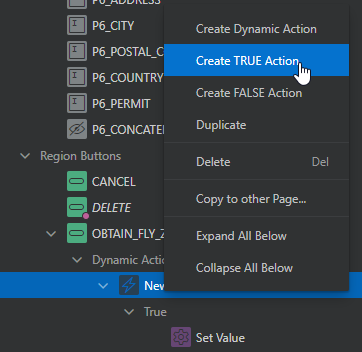 P6_ADDRESS
P6_CITY
P6_POSTAL_C
P6_COUNTRY
P6_PERMIT
P6_CONCATE
Region Buttons
CANCEL
DELETE
OBTAIN_FLY_Z
Dynamic Actio
New
True
Set Value
Create Dynamic Action
Create TRUE Action
Create FALSE Action
Duplicate
Delete Del
Copy to other Page...
Expand All Below
Collapse All Below